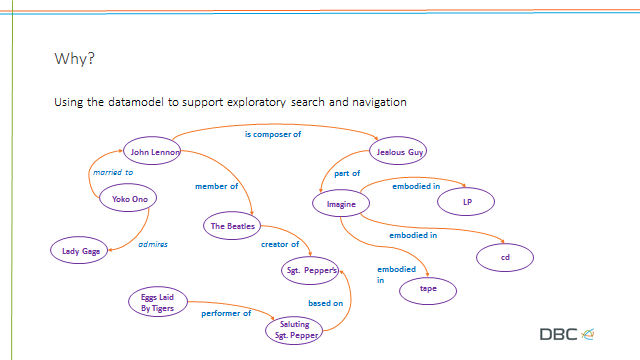 Why?
Using the datamodel to support exploratory search and navigation
is composer of
John Lennon
Jealous Guy
married to
part of
member of
embodied in
Yoko Ono
Imagine
LP
The Beatles
embodied in
Lady Gaga
admires
creator of
cd
Sgt. Pepper's
embodied
in
tape
Eggs Laid
By Tigers
based on
performer of
Saluting
Sgt. Pepper
DBC